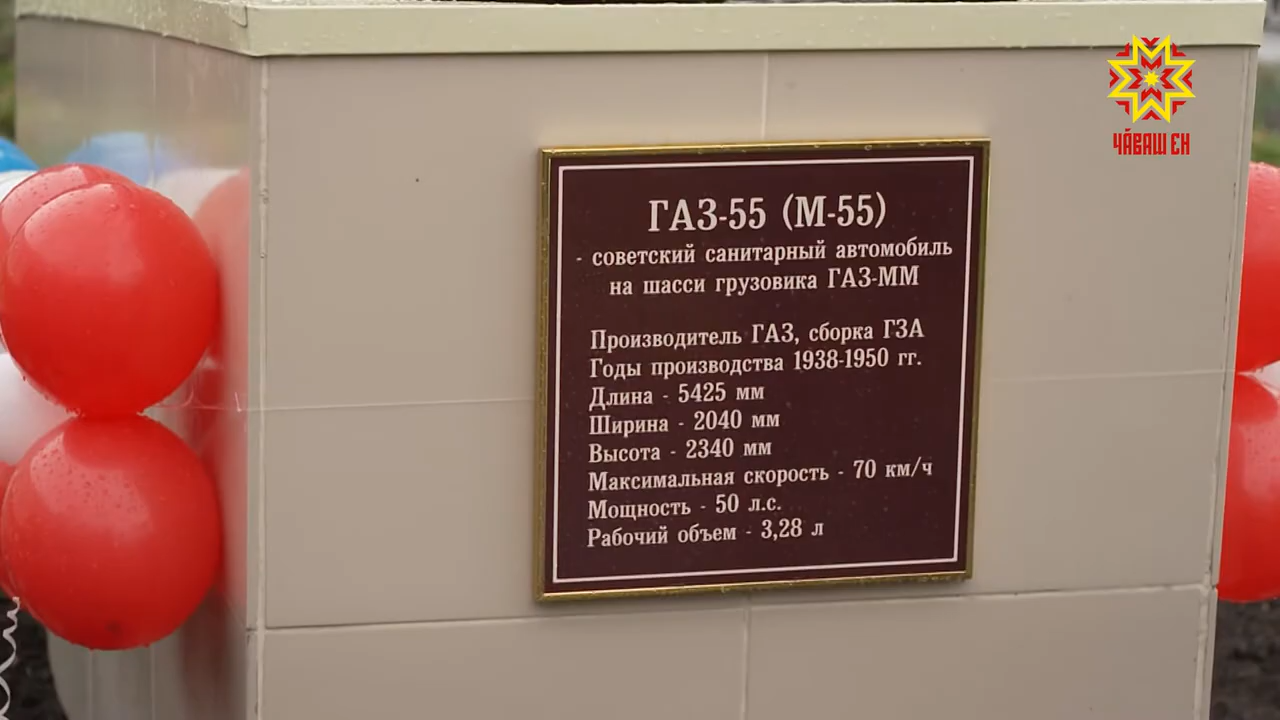 ЧӐВАШ ЕН
ГАЗ-55 (М-55)
- советский санитарный автомобиль
на шасси грузовика ГАЗ-ММ
Производитель ГАЗ, сборка ГЗА
Годы производства 1938-1950 гг.
Длина - 5425 мм
Ширина - 2040 мм
Высота - 2340 мм
Максимальная скорость - 70 км/ч
Мощность - 50 л.с.
Рабочий объем - 3,28 л